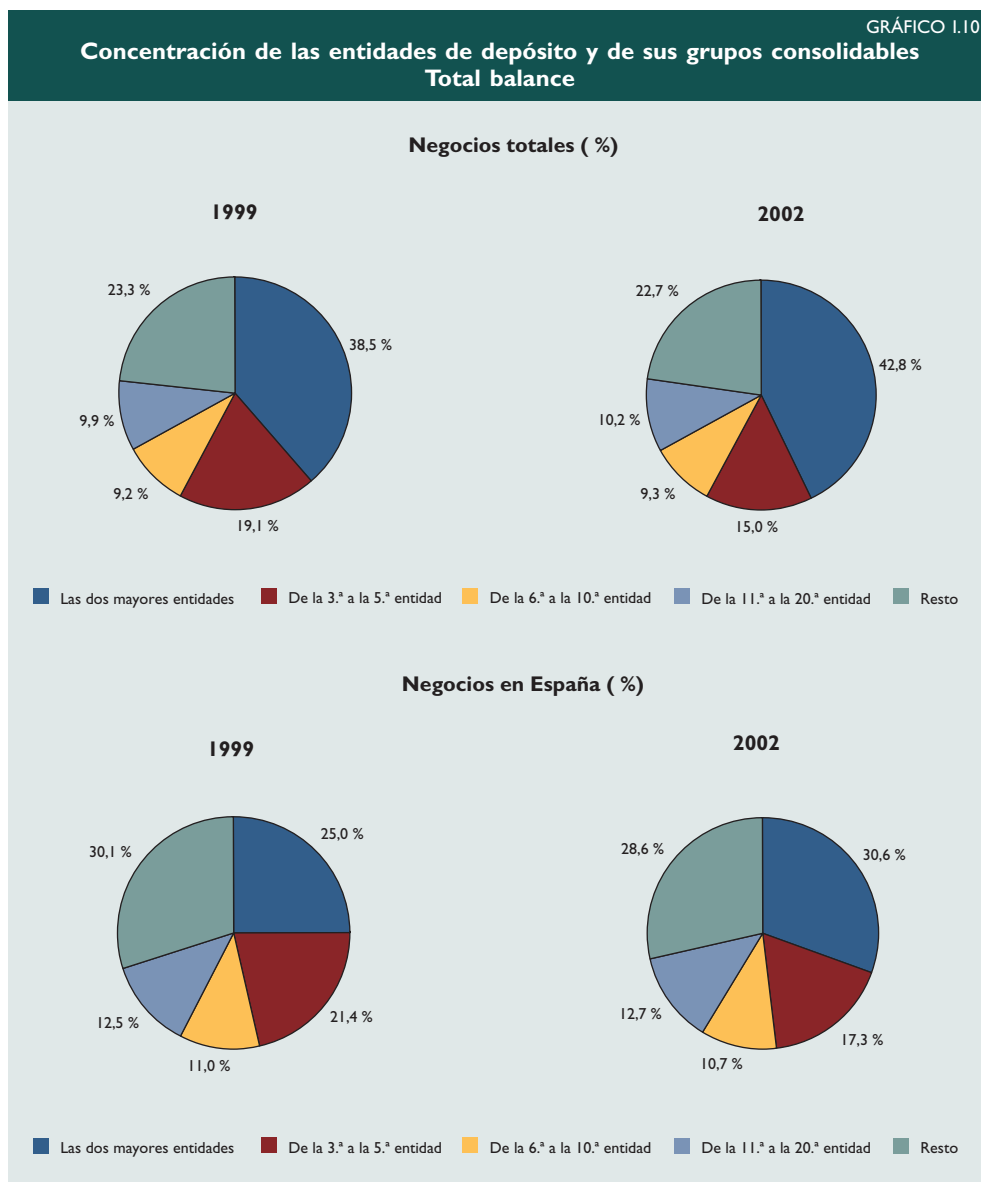 GRÁFICO I.10
Concentración de las entidades de depósito y de sus grupos consolidables
Total balance
Negocios totales ( %)
1999
2002
23,3 %
38,5 %
9,9 %
9,2 %
19,1 %
22,7 %
42,8 %
10,2 %
9,3 %
15,0 %
Las dos mayores entidades
De la 3.ª a la 5.ª entidad
De la 6.ª a la 10.ª entidad
De la 11.ª a la 20.ª entidad
Resto
Negocios en España ( %)
1999
2002
25,0 %
30,1 %
12,5 %
21,4 %
11,0 %
28,6 %
30,6 %
12,7 %
17,3 %
10,7 %
Las dos mayores entidades
De la 3.ª a la 5.ª entidad
De la 6.ª a la 10.ª entidad
De la 11.ª a la 20.ª entidad
Resto